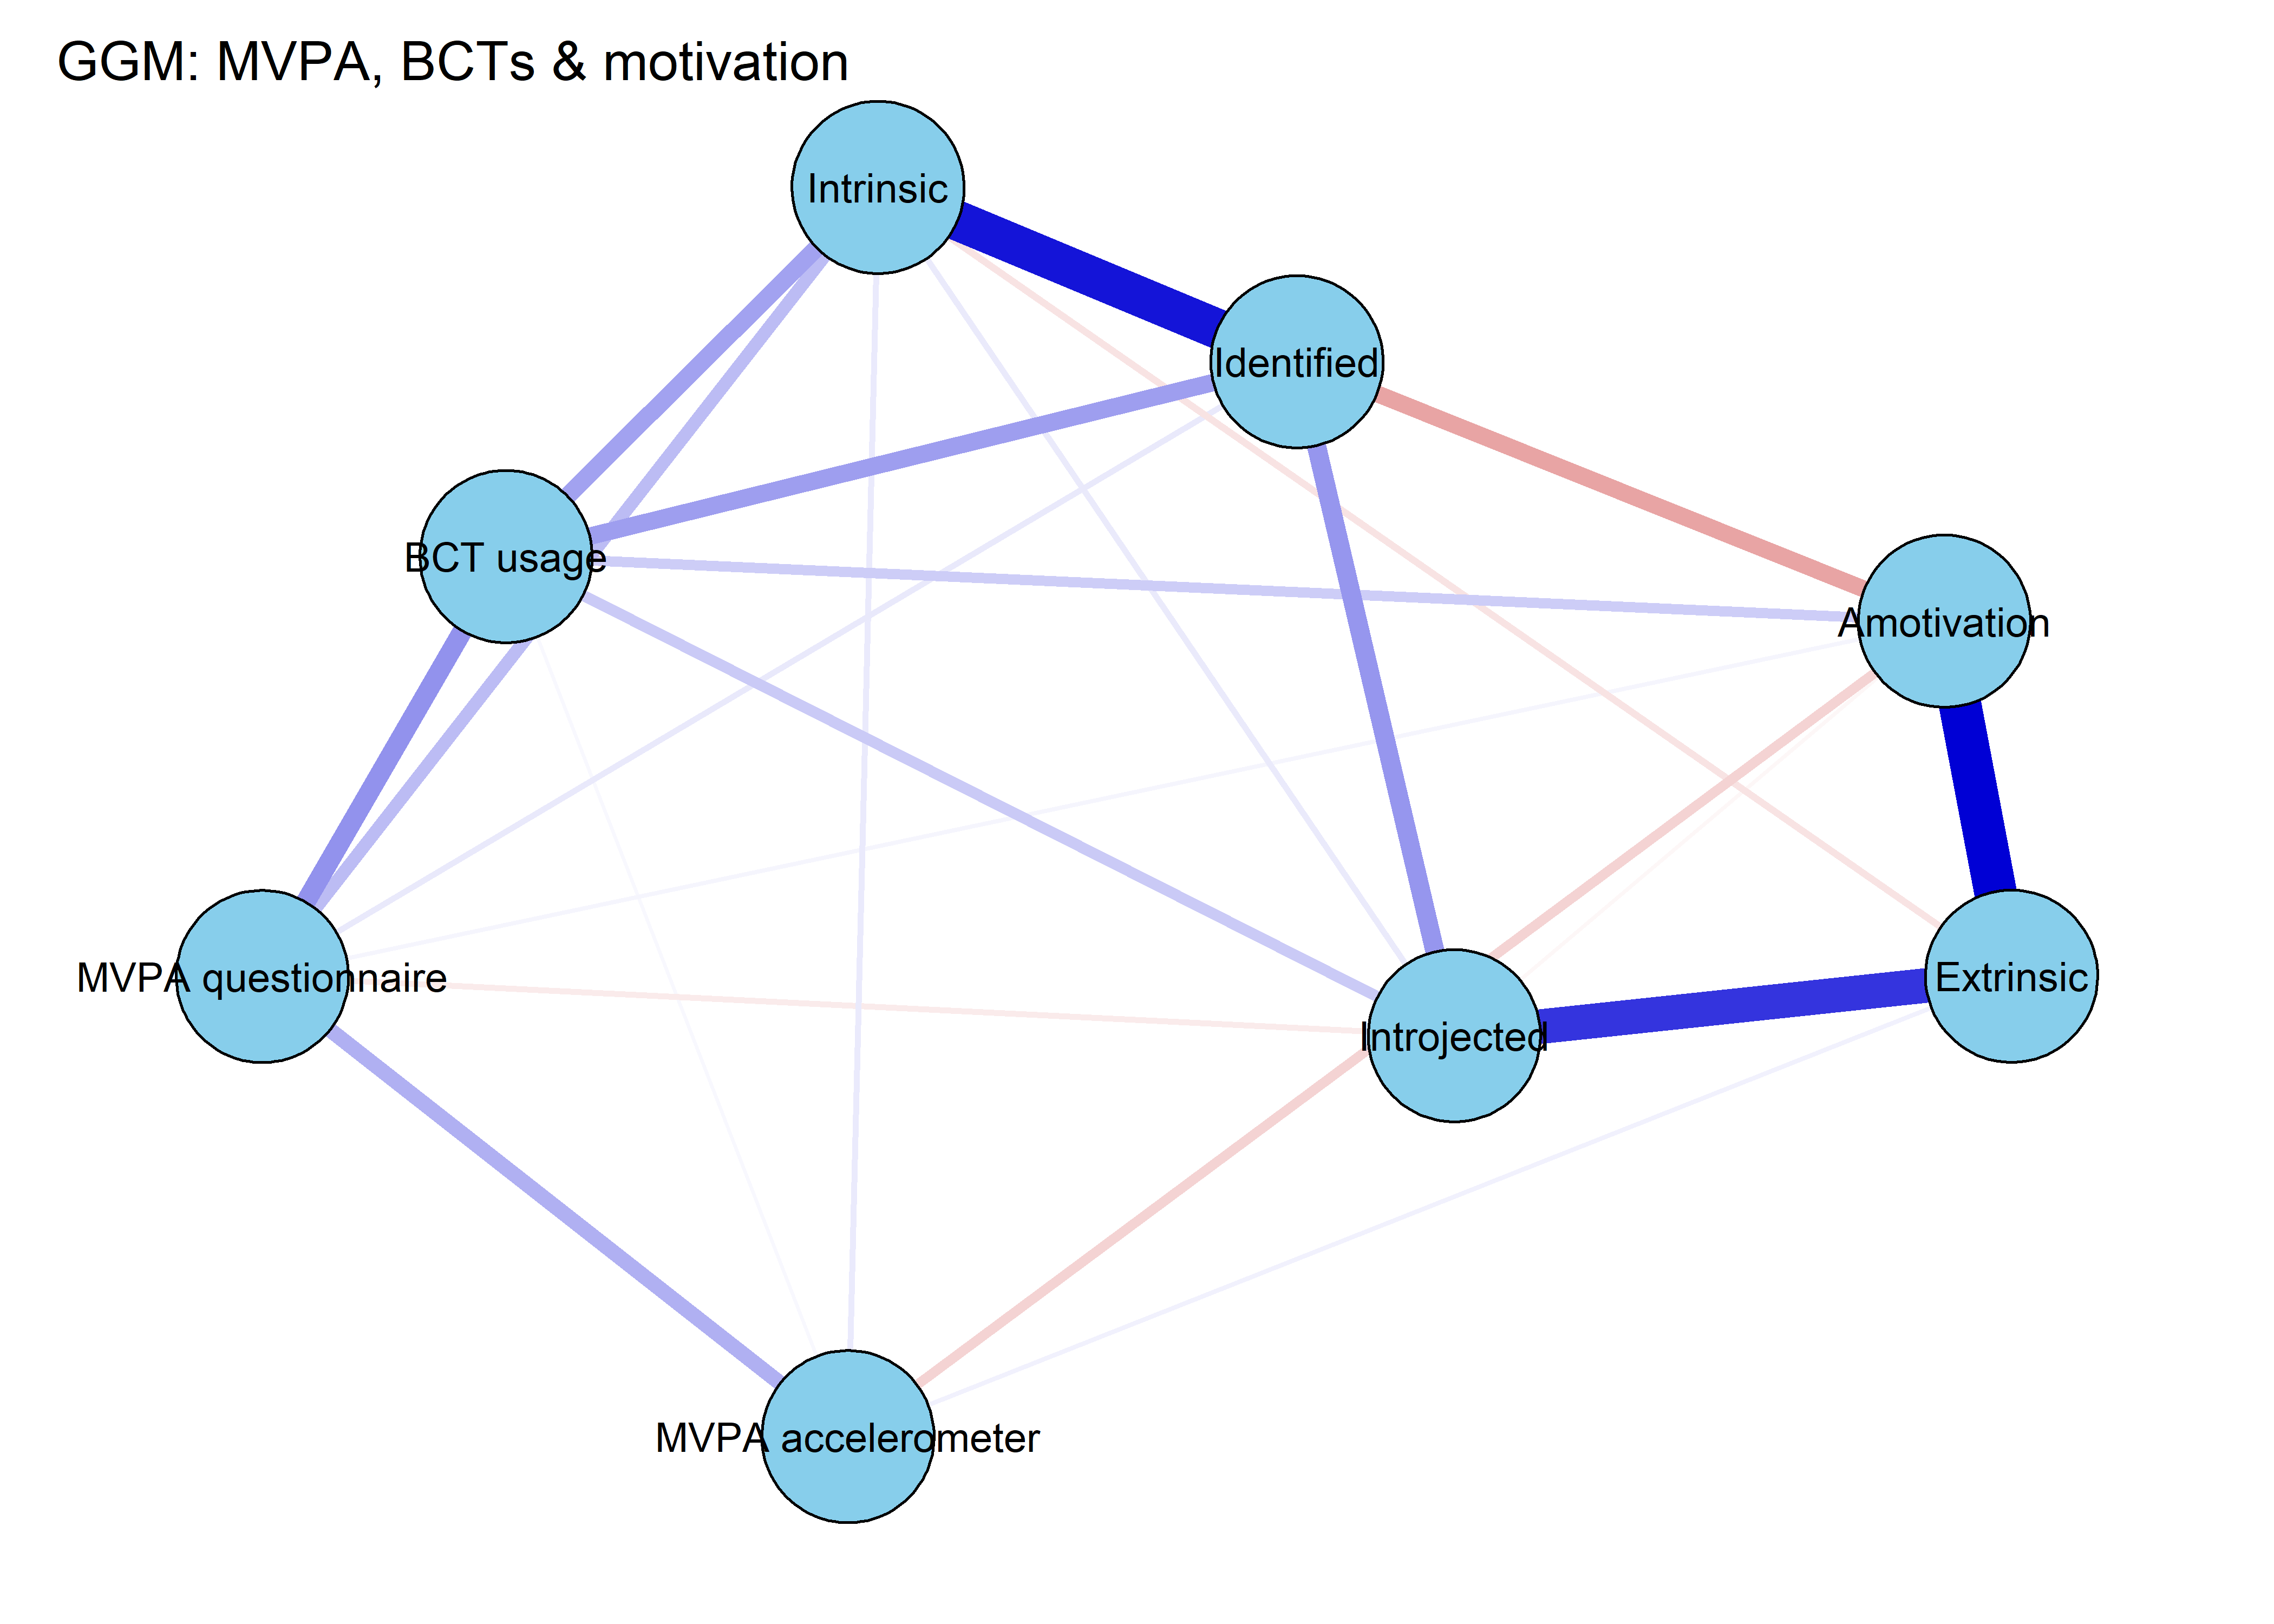 GGM: MVPA, BCTs & motivation
Intrinsic
Identified
BCT usage
Amotivation
MVPA questionnaire
Extrinsic
Introjected
MVPA accelerometer